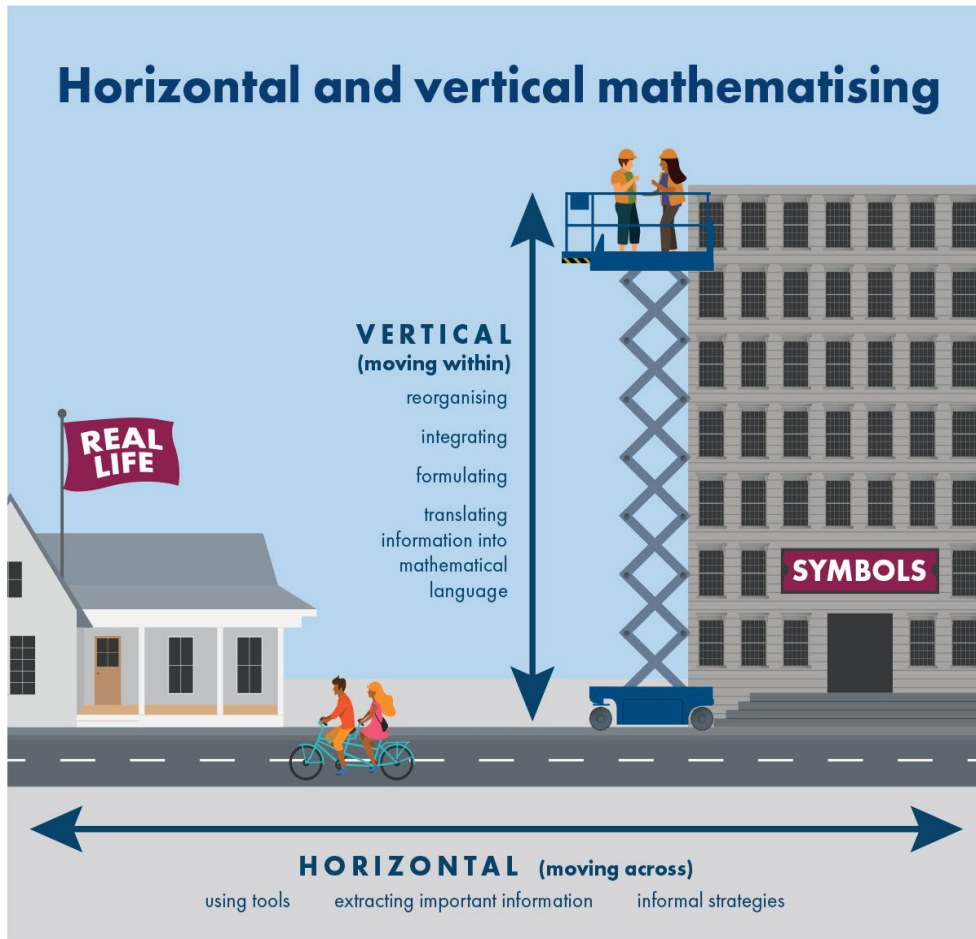 Horizontal and vertical mathematising
VERTICAL
(moving within)
reorganising
integrating
formulating
translating
information into
mathematical
language
REAL
LIFE
SYMBOLS
HORIZONTAL (moving across)
using tools extracting important information informal strategies